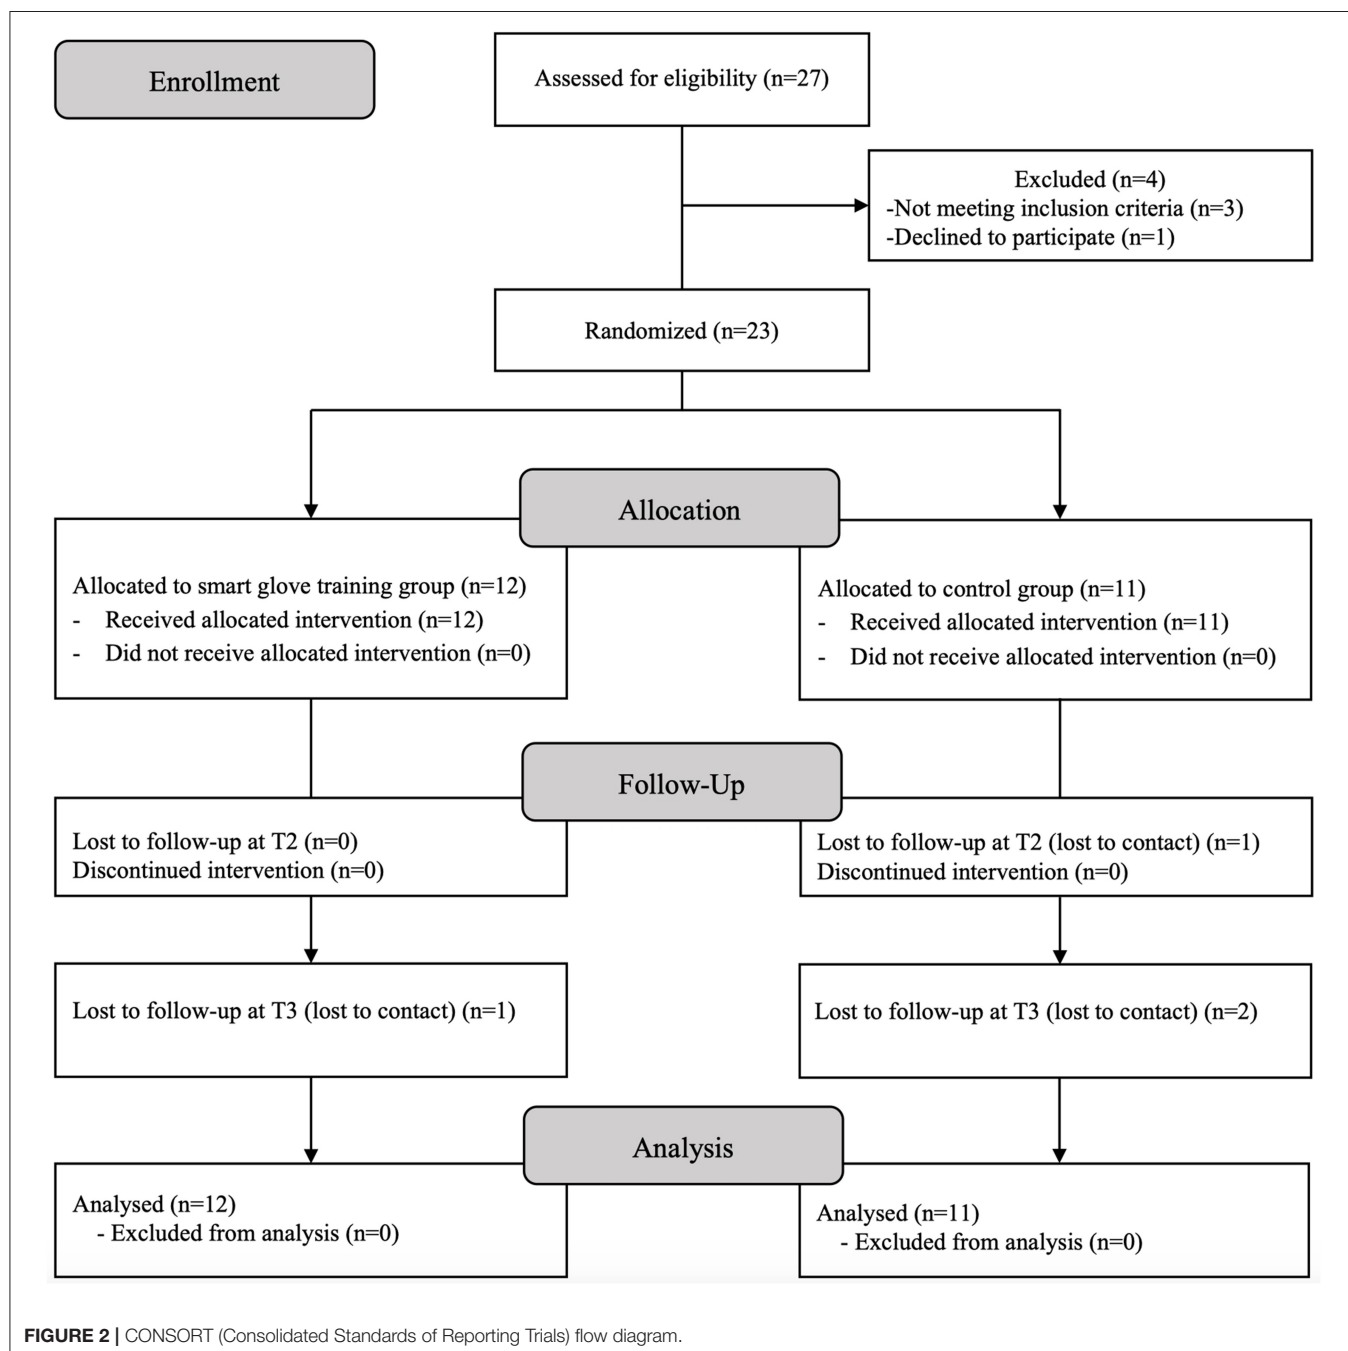 Enrollment
Assessed for eligibility (n=27)
Excluded (n=4)
-Not meeting inclusion criteria (n=3)
-Declined to participate (n=1)
Randomized (n=23)
Allocation
Allocated to smart glove training group (n=12)
- Received allocated intervention (n=12)
- Did not receive allocated intervention (n=0)
Allocated to control group (n=11)
- Received allocated intervention (n=11)
- Did not receive allocated intervention (n=0)
Follow-Up
Lost to follow-up at T2 (n=0)
Discontinued intervention (n=0)
Lost to follow-up at T2 (lost to contact) (n=1)
Discontinued intervention (n=0)
Lost to follow-up at T3 (lost to contact) (n=1)
Lost to follow-up at T3 (lost to contact) (n=2)
Analysis
Analysed (n=12)
- Excluded from analysis (n=0)
Analysed (n=11)
- Excluded from analysis (n=0)
FIGURE 2 | CONSORT (Consolidated Standards of Reporting Trials) flow diagram.